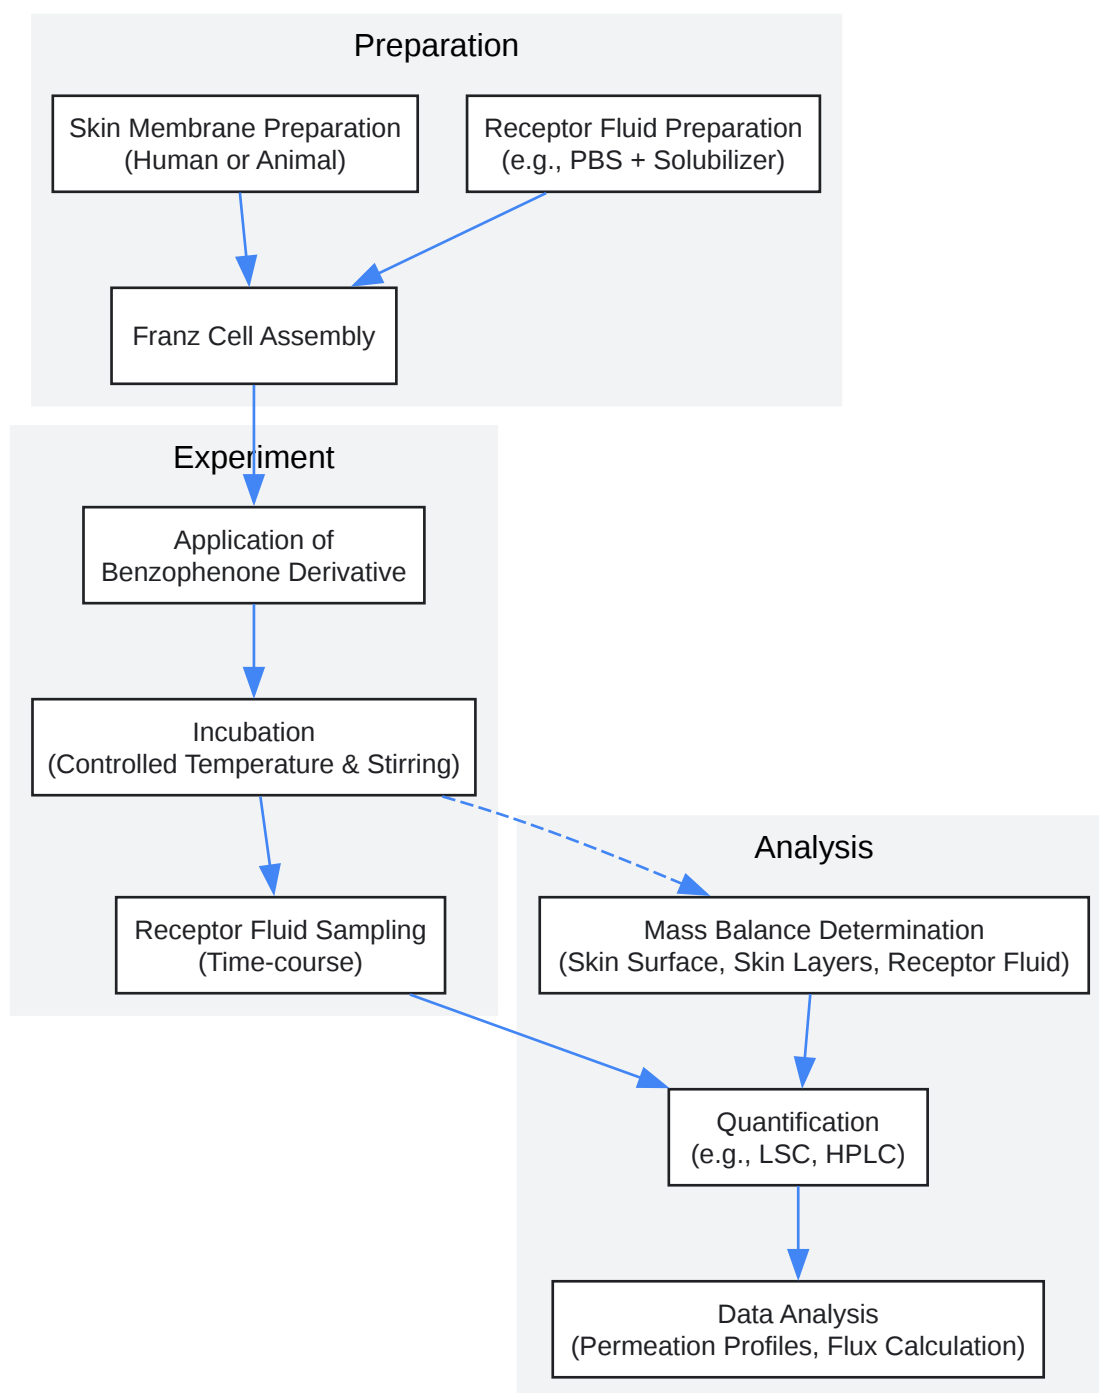 Preparation
Skin Membrane Preparation
(Human or Animal)
Receptor Fluid Preparation
(e.g., PBS + Solubilizer)
Franz Cell Assembly
Experiment
Application of
Benzophenone Derivative
Incubation
(Controlled Temperature & Stirring)
Receptor Fluid Sampling
(Time-course)
Analysis
Mass Balance Determination
(Skin Surface, Skin Layers, Receptor Fluid)
Quantification
(e.g., LSC, HPLC)
Data Analysis
(Permeation Profiles, Flux Calculation)